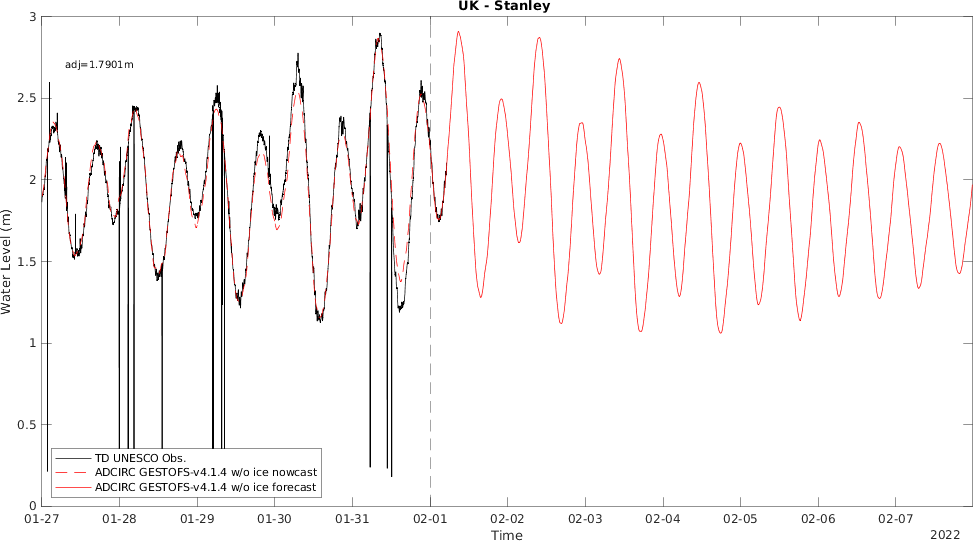 UK - Stanley
adj=1.7901m
Water Level (m)
3
2.5
2
1.5
1
0.5
0
TD UNESCO Obs.
ADCIRC GESTOFS-v4.1.4 w/o ice nowcast
ADCIRC GESTOFS-v4.1.4 w/o ice forecast
01-27 01-28 01-29 01-30 01-31 02-01 02-02 02-03 02-04 02-05 02-06 02-07
Time
2022